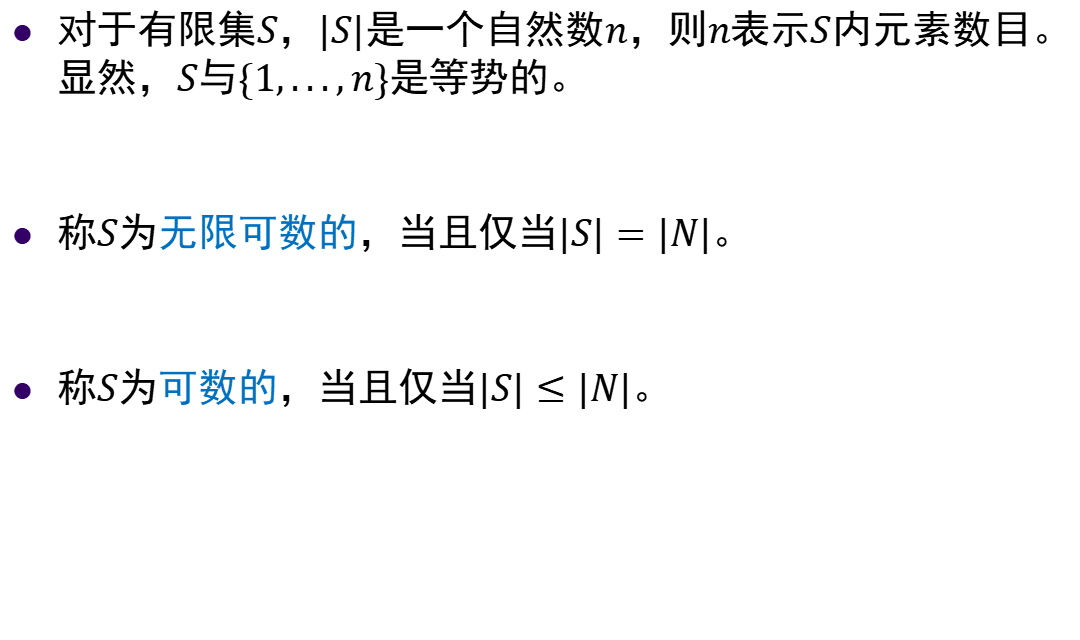 • 对于有限集S，|S|是一个自然数n，则n表示S内元素数目。
显然，S与{1,...,n}是等势的。
• 称S为无限可数的，当且仅当|S| = |N|。
• 称S为可数的，当且仅当|S| ≤ |N|。